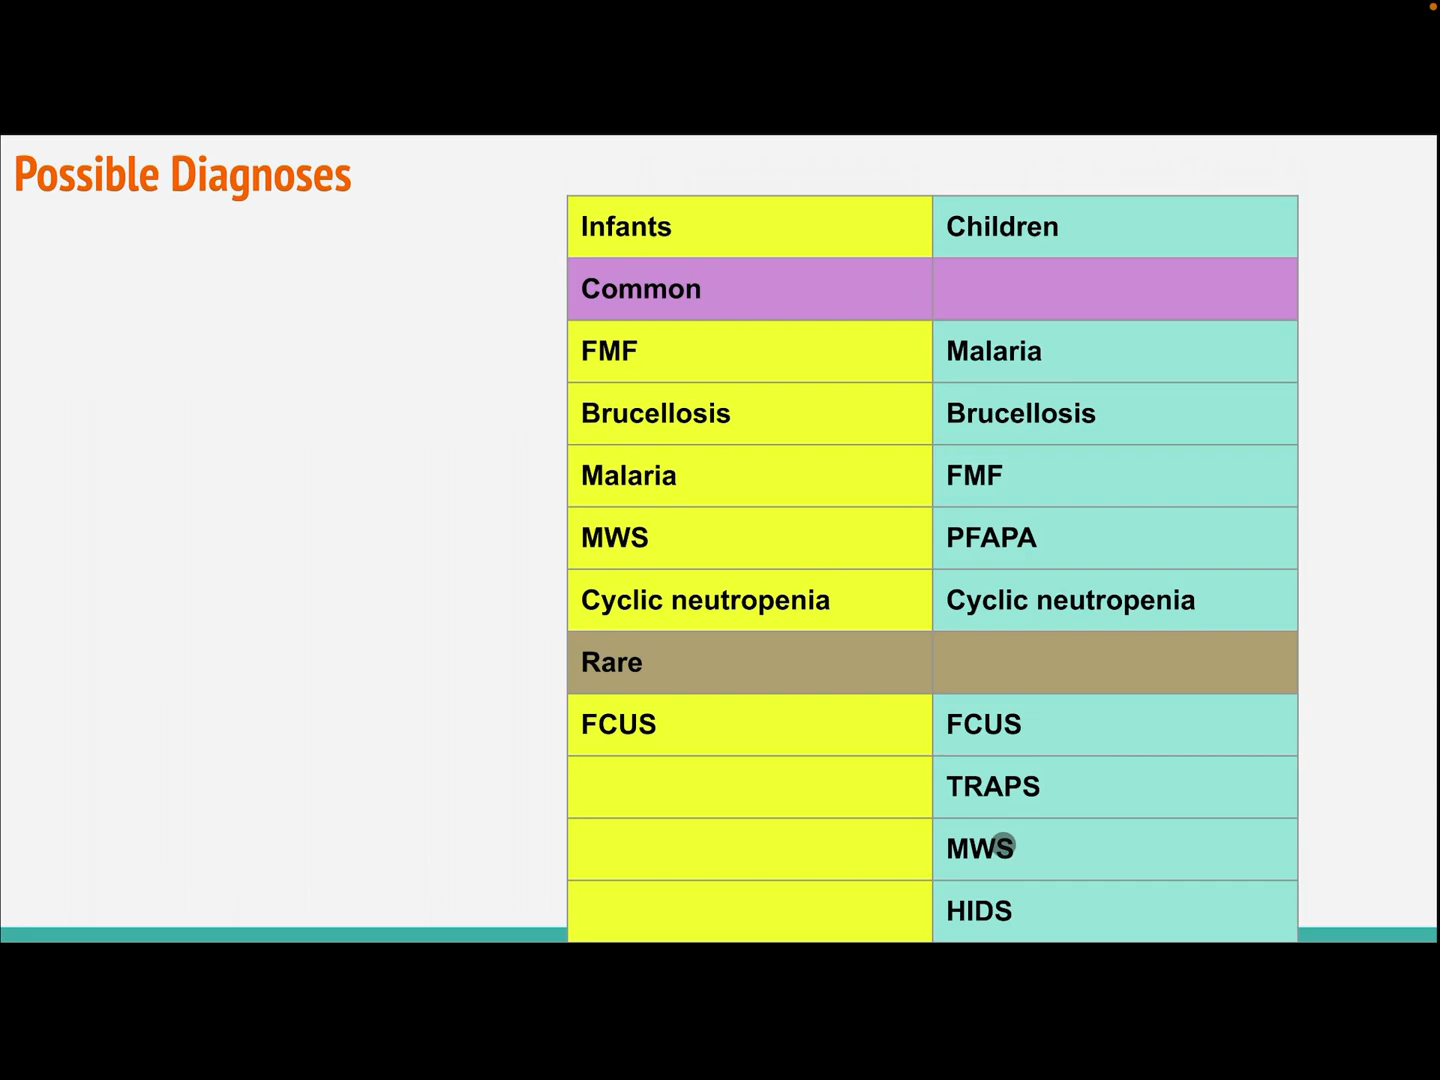 Possible Diagnoses
Infants Children
Common
FMF Malaria
Brucellosis Brucellosis
Malaria FMF
MWS PFAPA
Cyclic neutropenia Cyclic neutropenia
Rare
FCUS FCUS
TRAPS
MWS
HIDS